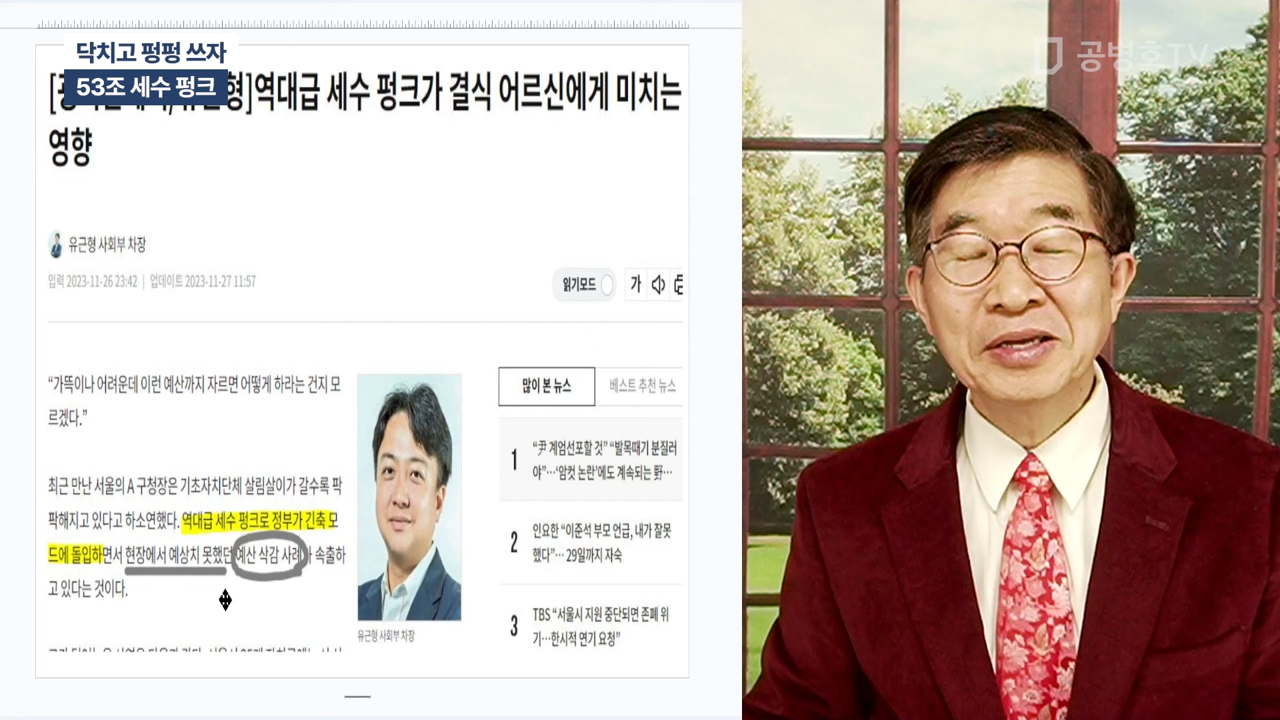 닥치고 펑펑 쓰자
53조 세수 펑크
형]역대급 세수 펑크가 결식 어르신에게 미치는
영향
공병호TV
유근형 사회부 차장
입력 2023-11-26 23:42 | 업데이트 2023-11-27 11:57
읽기모드
가
“가뜩이나 어려운데 이런 예산까지 자르면 어떻게 하라는 건지 모
르겠다.”
최근 만난 서울의 A 구청장은 기초자치단체 살림살이가 갈수록 팍
팍해지고 있다고 하소연했다. 역대급 세수 펑크로 정부가 긴축 모
드에 돌입하면서 현장에서 예상치 못했던 예산 삭감 사례가 속출하
고 있다는 것이다.
유근형 사회부 차장
많이 본 뉴스
베스트 추천 뉴스
1
“尹 계엄선포할 것” “발목때기 분질러
야”…‘암컷 논란’에도 계속되는 野…
2
인요한 “이준석 부모 언급, 내가 잘못
했다”… 29일까지 자숙
3
TBS “서울시 지원 중단되면 존폐 위
기…한시적 연기 요청”